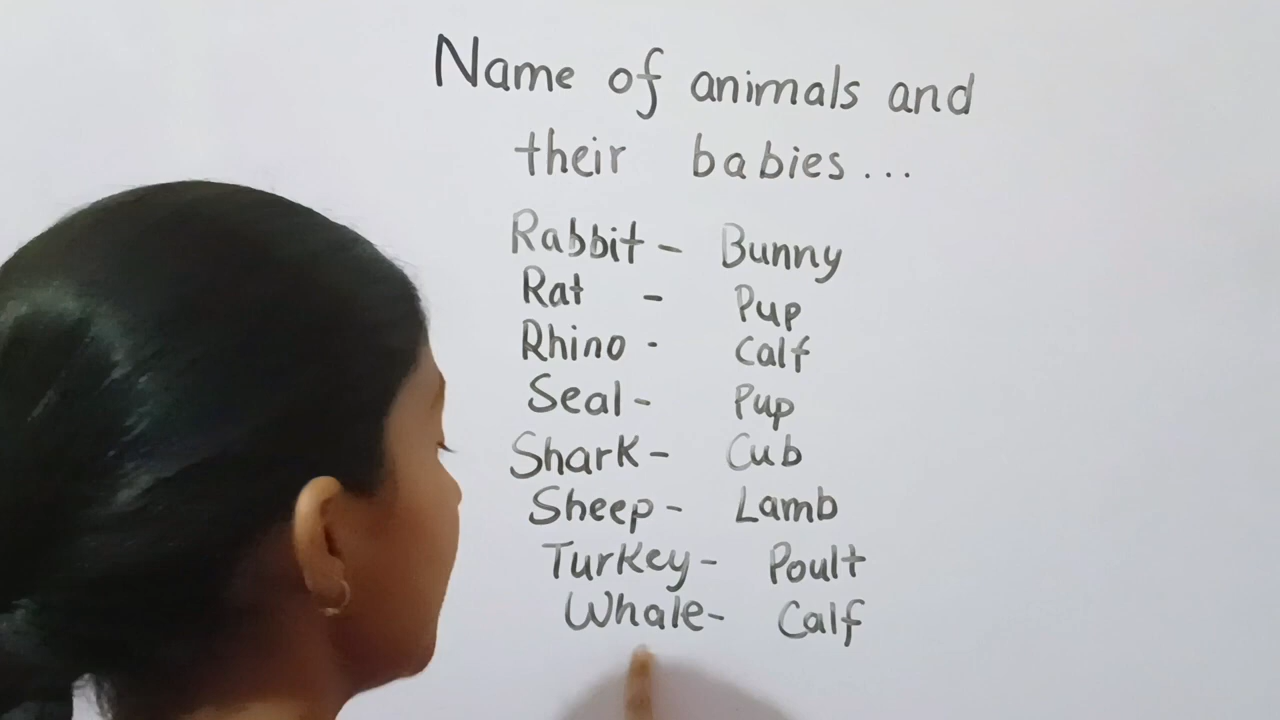 Name of animals and
their babies...
Rabbit - Bunny
Rat - Pup
Rhino - Calf
Seal - Pup
Shark - Cub
Sheep - Lamb
Turkey - Poult
Whale - Calf